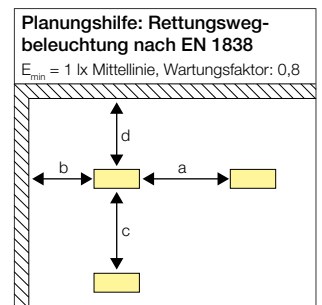 Planungshilfe: Rettungsweg-
beleuchtung nach EN 1838
Emin = 1 lx Mittellinie, Wartungsfaktor: 0,8
d
b
a
c